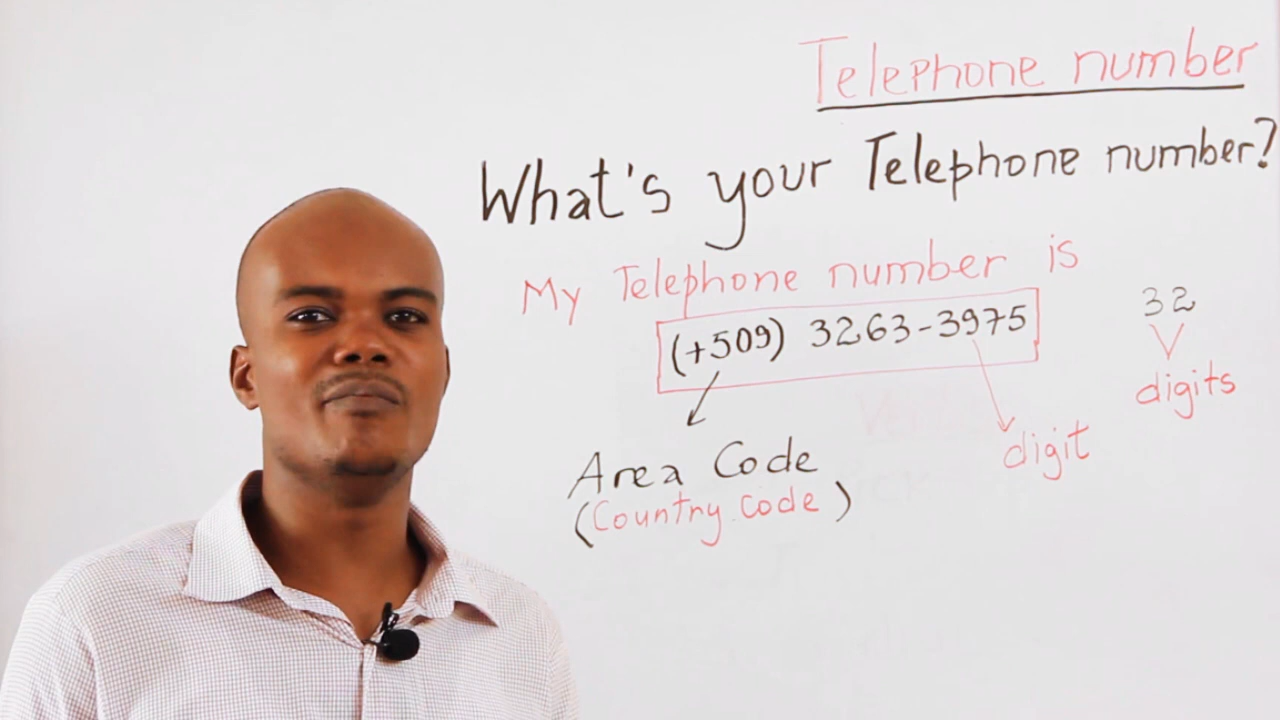 Telephone number
What's your Telephone number?
My Telephone number is
(+509) 3263-3975
32
digits
digit
Area Code
(Country code)